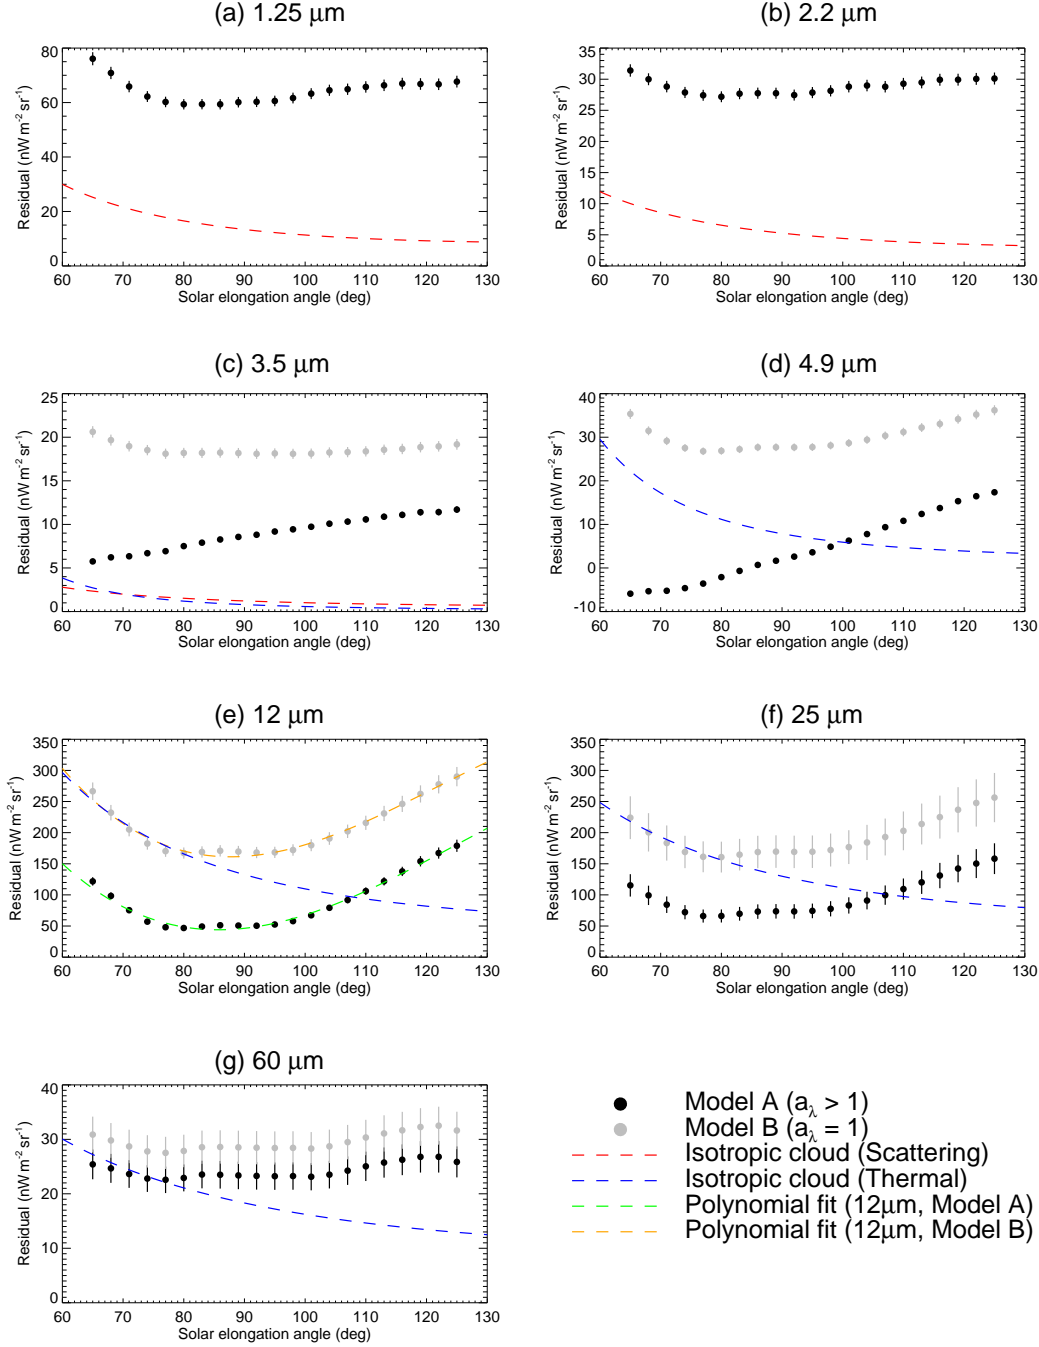 (a) 1.25 μm
(b) 2.2 μm
80
60
40
20
0
Residual (nW m-2 sr-1)
60 70 80 90 100 110 120 130
Solar elongation angle (deg)
35
30
25
20
15
10
5
0
Residual (nW m-2 sr-1)
60 70 80 90 100 110 120 130
Solar elongation angle (deg)
(c) 3.5 μm
(d) 4.9 μm
25
20
15
10
5
0
Residual (nW m-2 sr-1)
60 70 80 90 100 110 120 130
Solar elongation angle (deg)
40
30
20
10
0
-10
Residual (nW m-2 sr-1)
60 70 80 90 100 110 120 130
Solar elongation angle (deg)
(e) 12 μm
(f) 25 μm
350
300
250
200
150
100
50
0
Residual (nW m-2 sr-1)
60 70 80 90 100 110 120 130
Solar elongation angle (deg)
350
300
250
200
150
100
50
0
Residual (nW m-2 sr-1)
60 70 80 90 100 110 120 130
Solar elongation angle (deg)
(g) 60 μm
40
30
20
10
0
Residual (nW m-2 sr-1)
60 70 80 90 100 110 120 130
Solar elongation angle (deg)
Model A (aλ > 1)
Model B (aλ = 1)
Isotropic cloud (Scattering)
Isotropic cloud (Thermal)
Polynomial fit (12μm, Model A)
Polynomial fit (12μm, Model B)